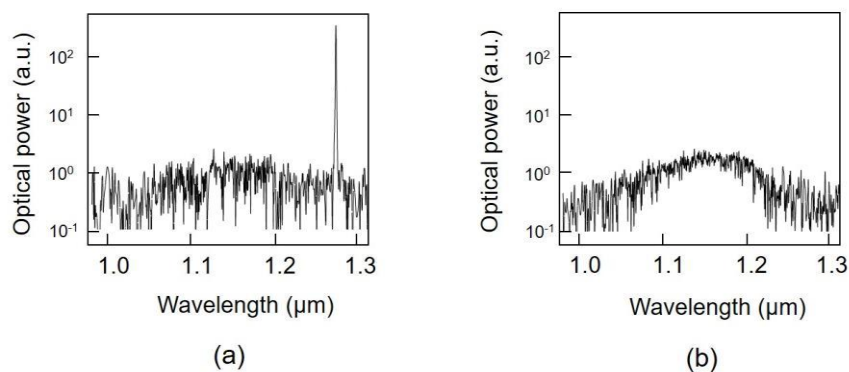 Optical power (a.u.)
10²
10¹
10⁰
10⁻¹
1.0 1.1 1.2 1.3
Wavelength (μm)
(a)
Optical power (a.u.)
10²
10¹
10⁰
10⁻¹
1.0 1.1 1.2 1.3
Wavelength (μm)
(b)